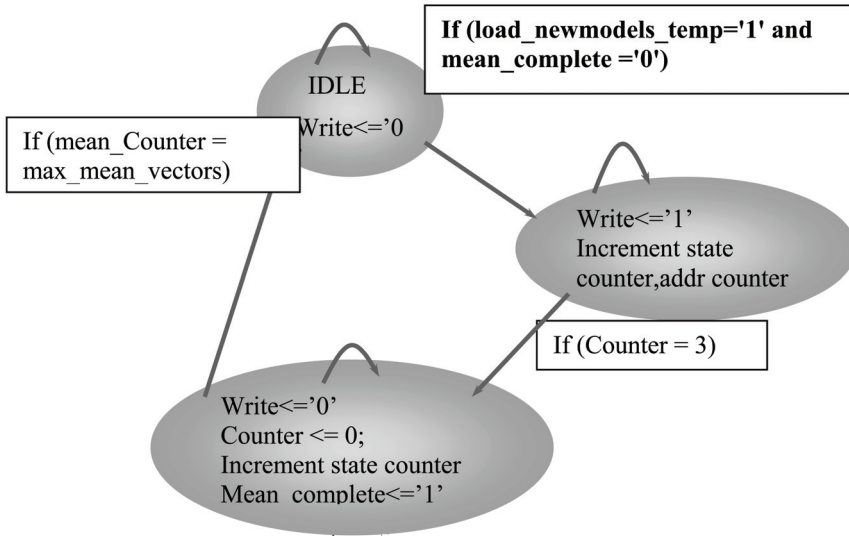 If (load_newmodels_temp='1' and
mean_complete ='0')
IDLE
Write<='0
If (mean_Counter =
max_mean_vectors)
Write<=’1’
Increment state
counter,addr counter
If (Counter = 3)
Write<=’0’
Counter <= 0;
Increment state counter
Mean_complete<=’1’